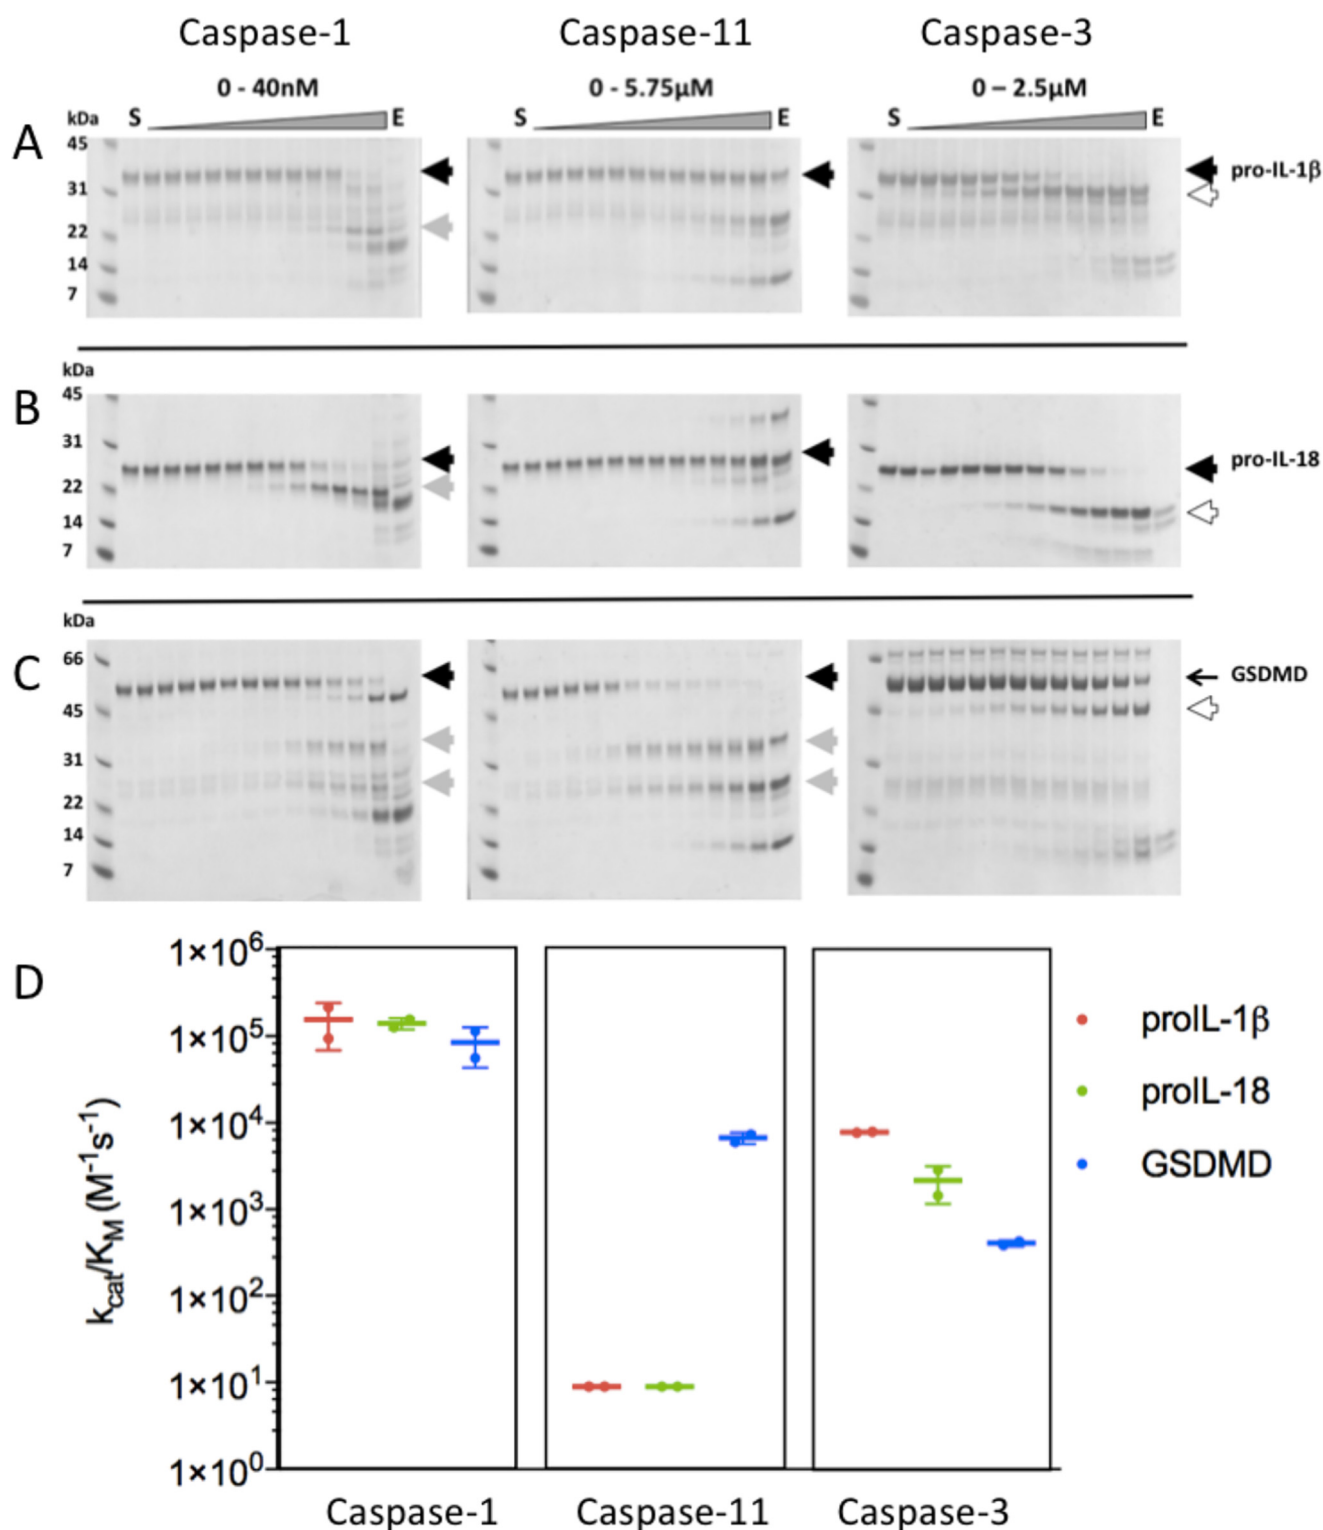 Caspase-1 Caspase-11 Caspase-3
0 - 40nM 0 - 5.75µM 0 – 2.5µM
kDa S E S E S E
A
45
31
22
14
7
pro-IL-1β
kDa
B
45
31
22
14
7
pro-IL-18
kDa
C
66
45
31
22
14
7
GSDMD
D
1×10⁶
1×10⁵
1×10⁴
1×10³
1×10²
1×10¹
1×10⁰
kcat/KM (M⁻¹s⁻¹)
proIL-1β
proIL-18
GSDMD
Caspase-1 Caspase-11 Caspase-3